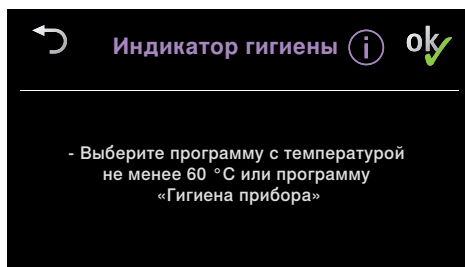 Индикатор гигиены i ok
- Выберите программу с температурой
не менее 60 °C или программу
«Гигиена прибора»